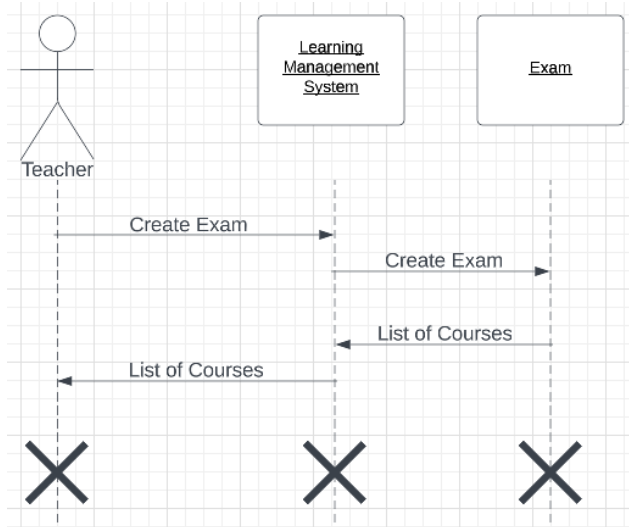 Learning
Management
System
Exam
Teacher
Create Exam
Create Exam
List of Courses
List of Courses